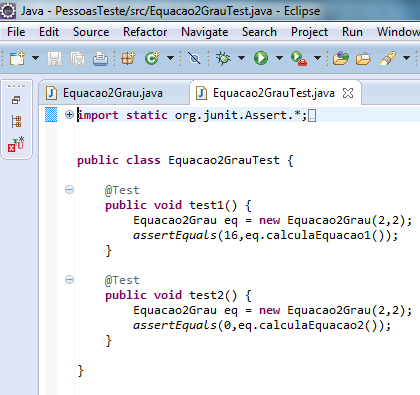 Java - PessoasTeste/src/Equacao2GrauTest.java - Eclipse
File Edit Source Refactor Navigate Search Project Run Window
Equacao2Grau.java Equacao2GrauTest.java
import static org.junit.Assert.*;
public class Equacao2GrauTest {
@Test
public void test1() {
Equacao2Grau eq = new Equacao2Grau(2,2);
assertEquals(16,eq.calculaEquacao1());
}
@Test
public void test2() {
Equacao2Grau eq = new Equacao2Grau(2,2);
assertEquals(0,eq.calculaEquacao2());
}
}